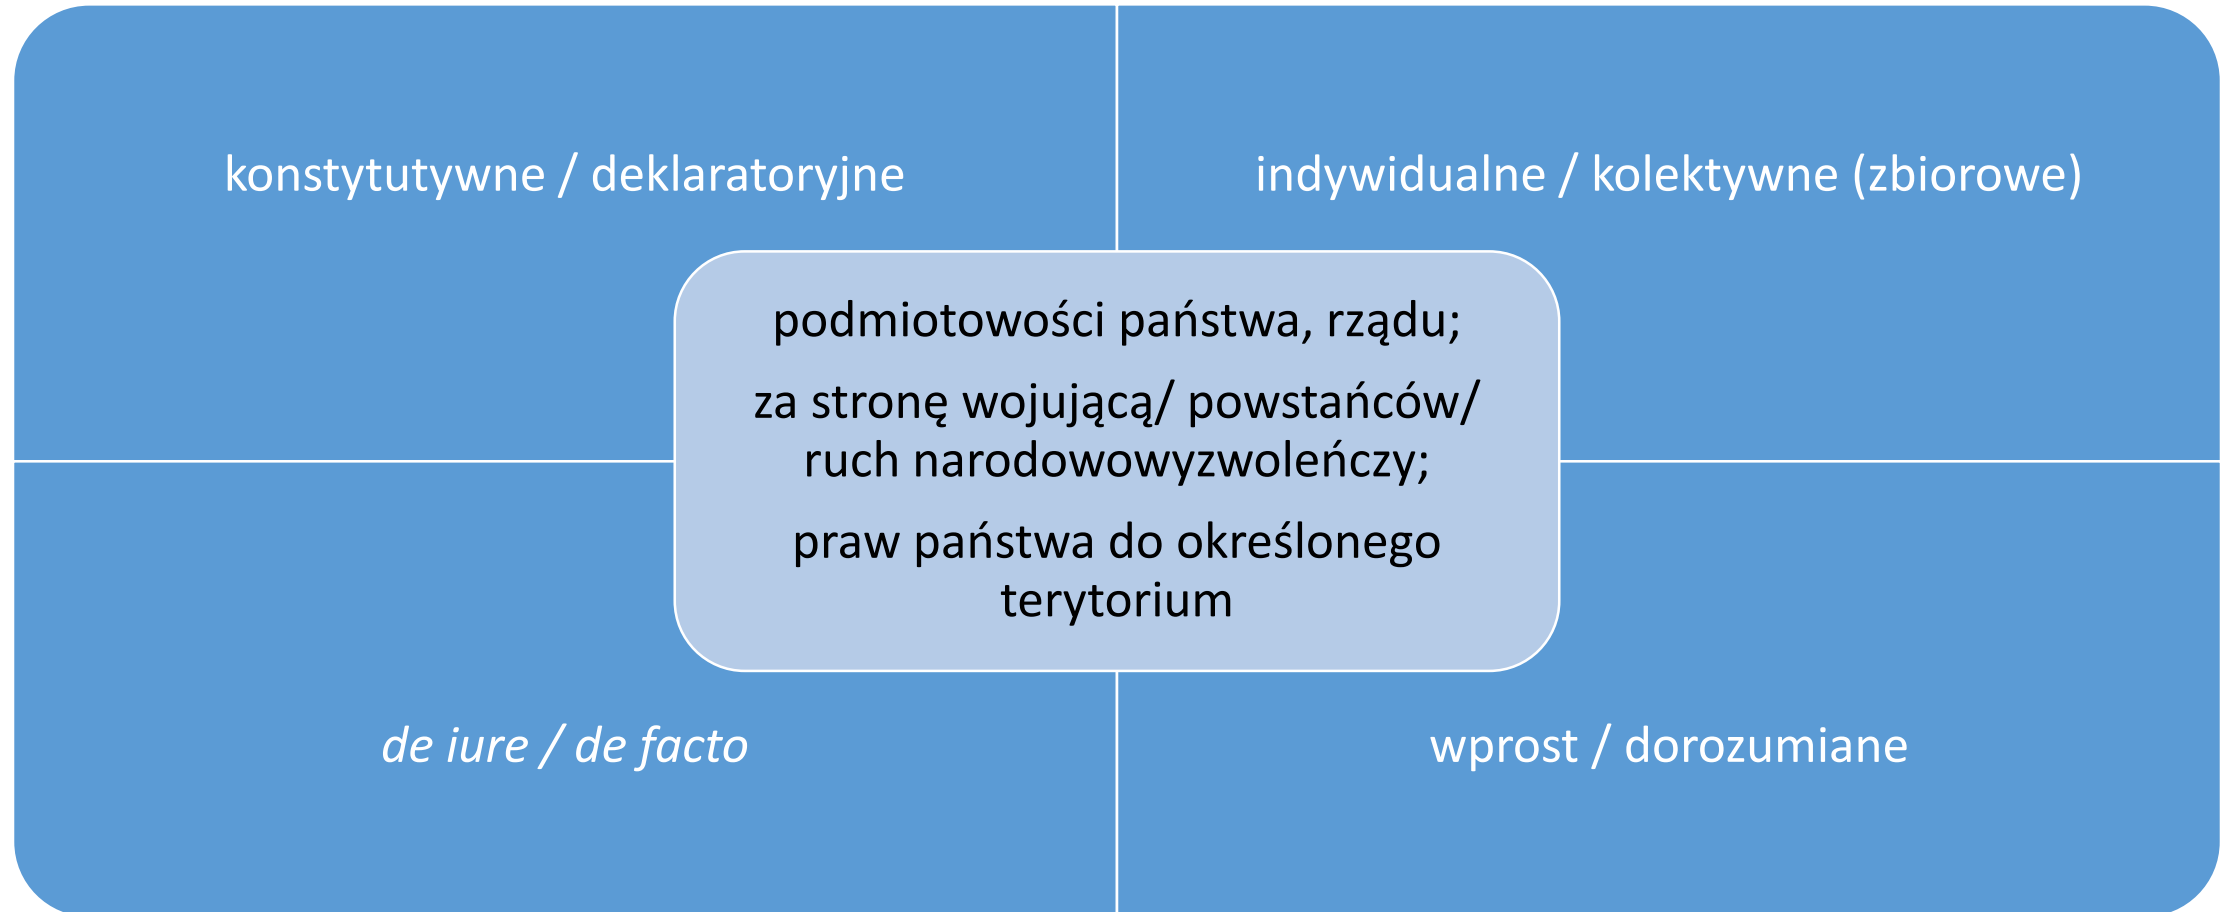 konstytutywne / deklaratoryjne
indywidualne / kolektywne (zbiorowe)
podmiotowości państwa, rządu;
za stronę wojującą/ powstańców/
ruch narodowowyzwoleńczy;
praw państwa do określonego
terytorium
de iure / de facto
wprost / dorozumiane